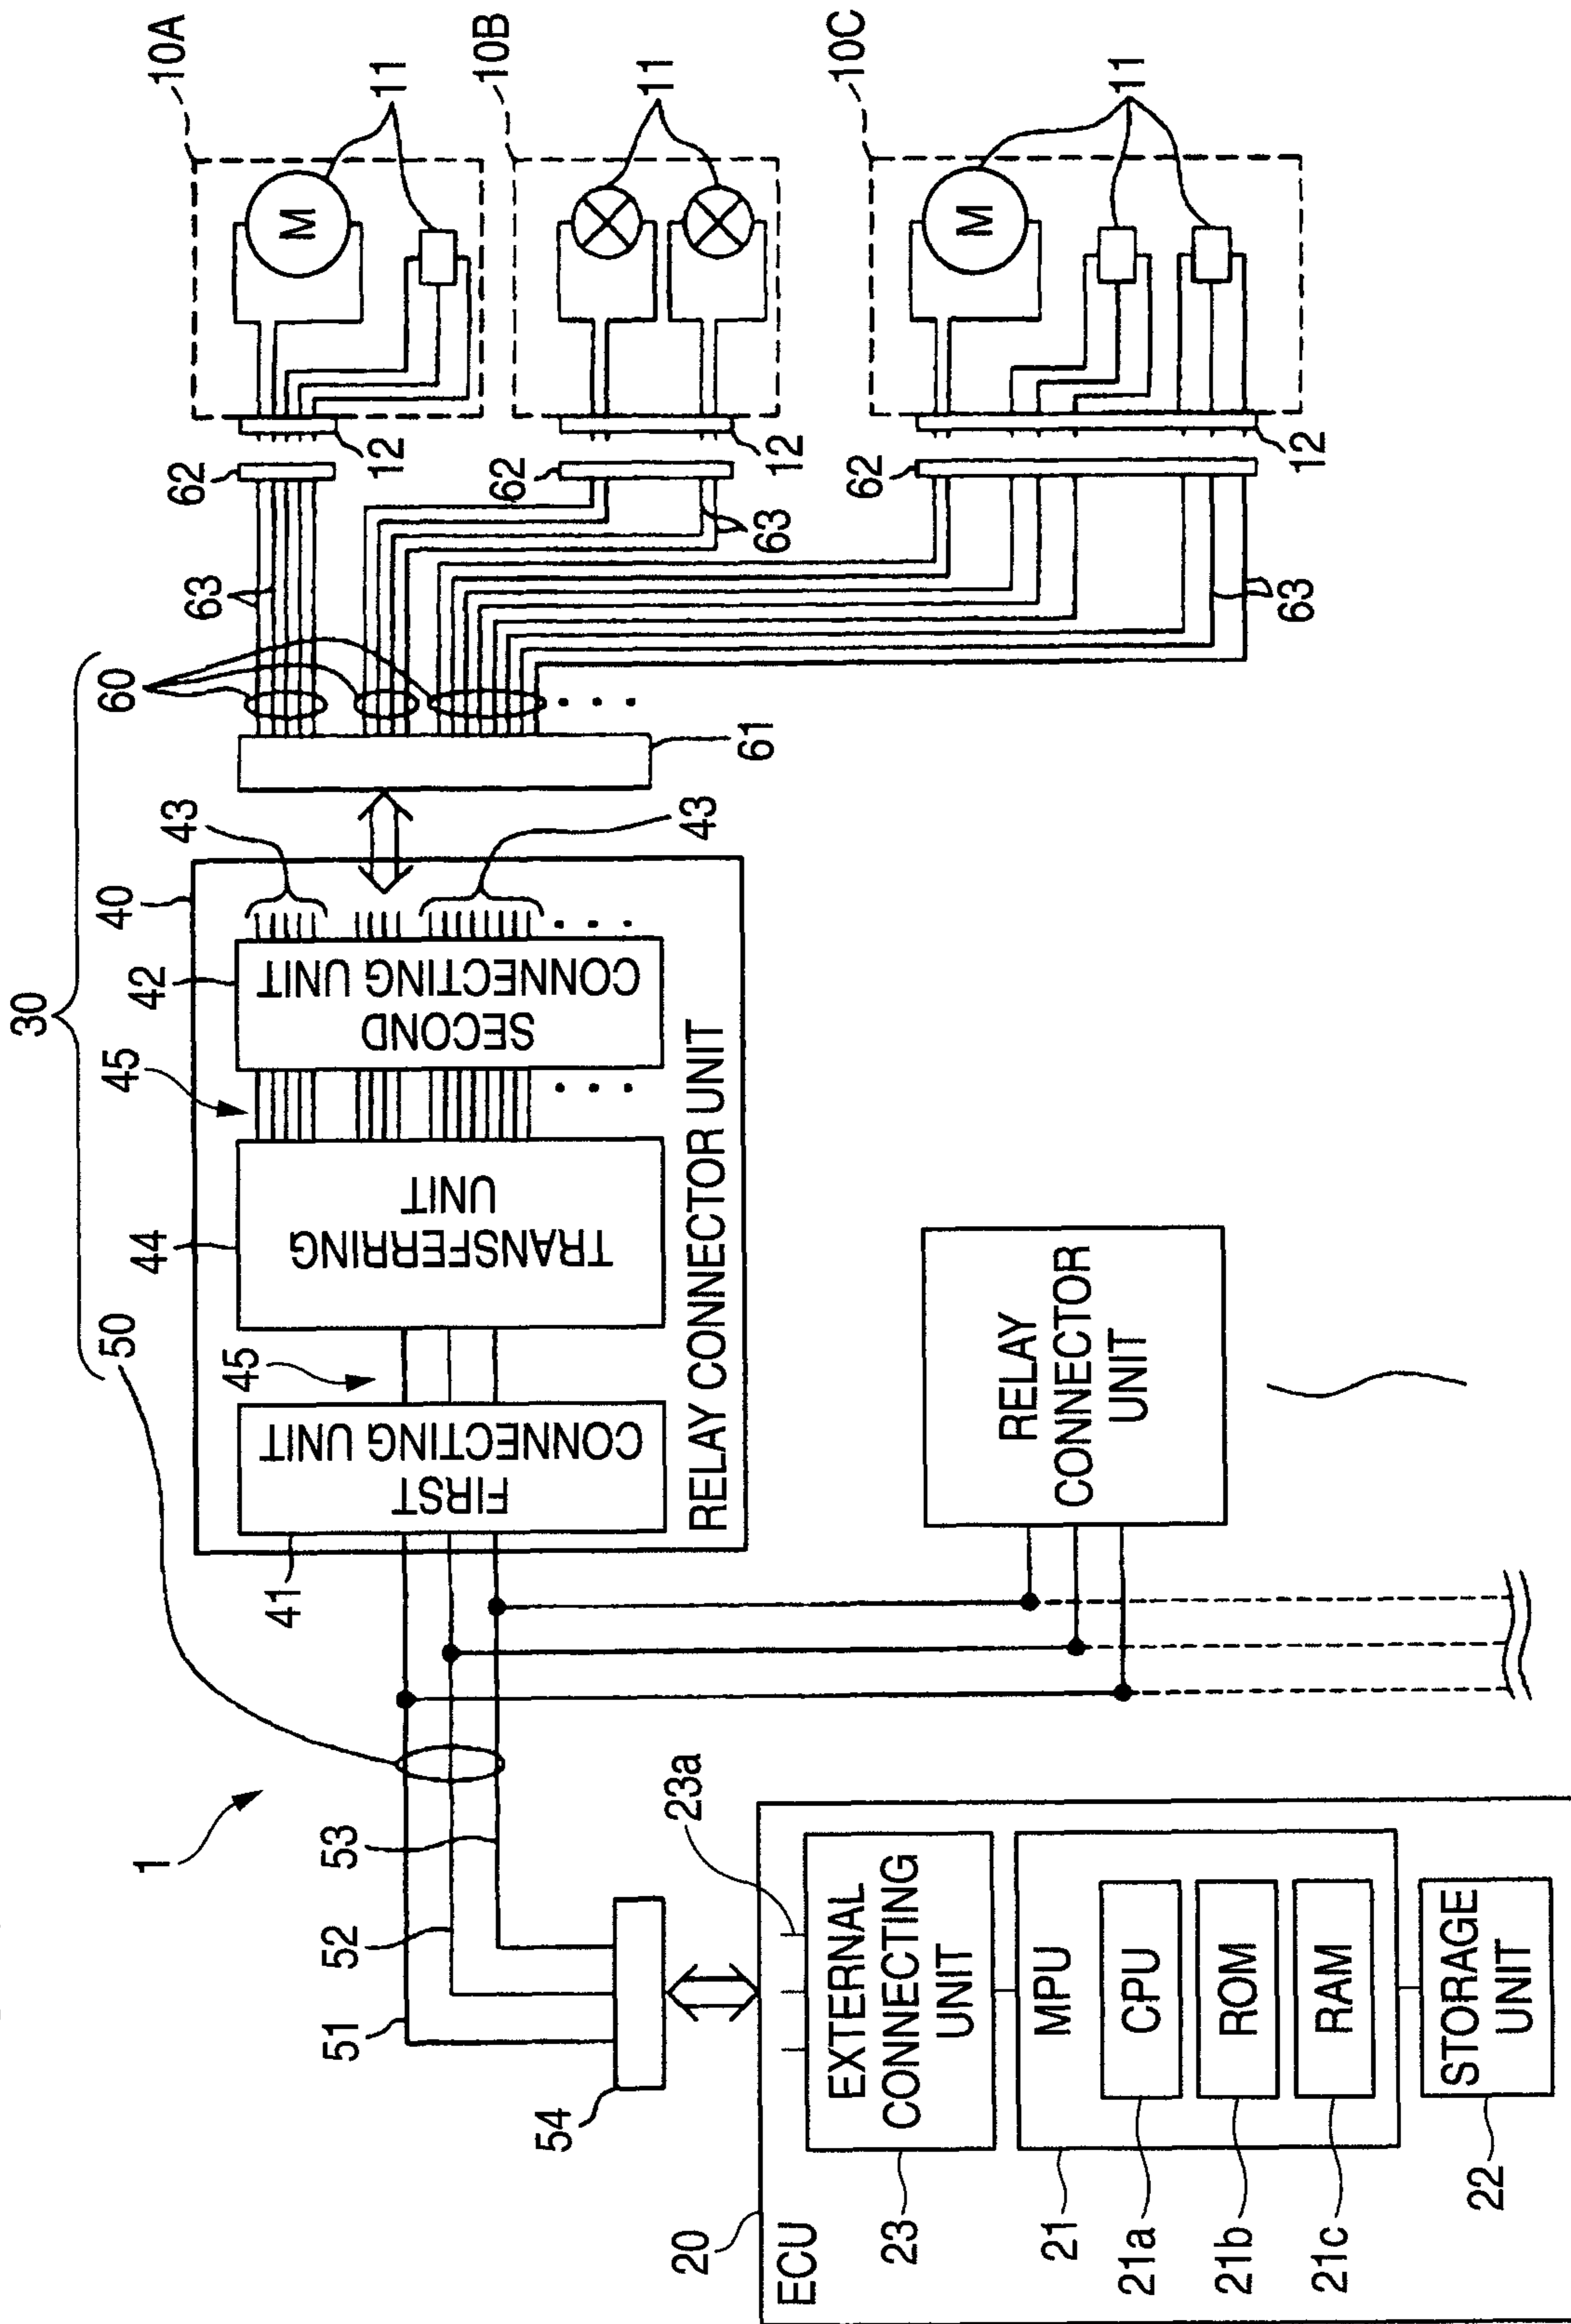 1
30
50
40
60
10A
11
12
62
63
10B
11
12
62
63
10C
11
12
62
63
M
M
61
43
43
42
SECOND
CONNECTING UNIT
45
44
TRANSFERRING
UNIT
45
41
FIRST
CONNECTING UNIT
RELAY CONNECTOR UNIT
RELAY
CONNECTOR
UNIT
51
52
53
54
20
ECU
23a
23
EXTERNAL
CONNECTING
UNIT
21
MPU
21a
CPU
21b
ROM
21c
RAM
22
STORAGE
UNIT